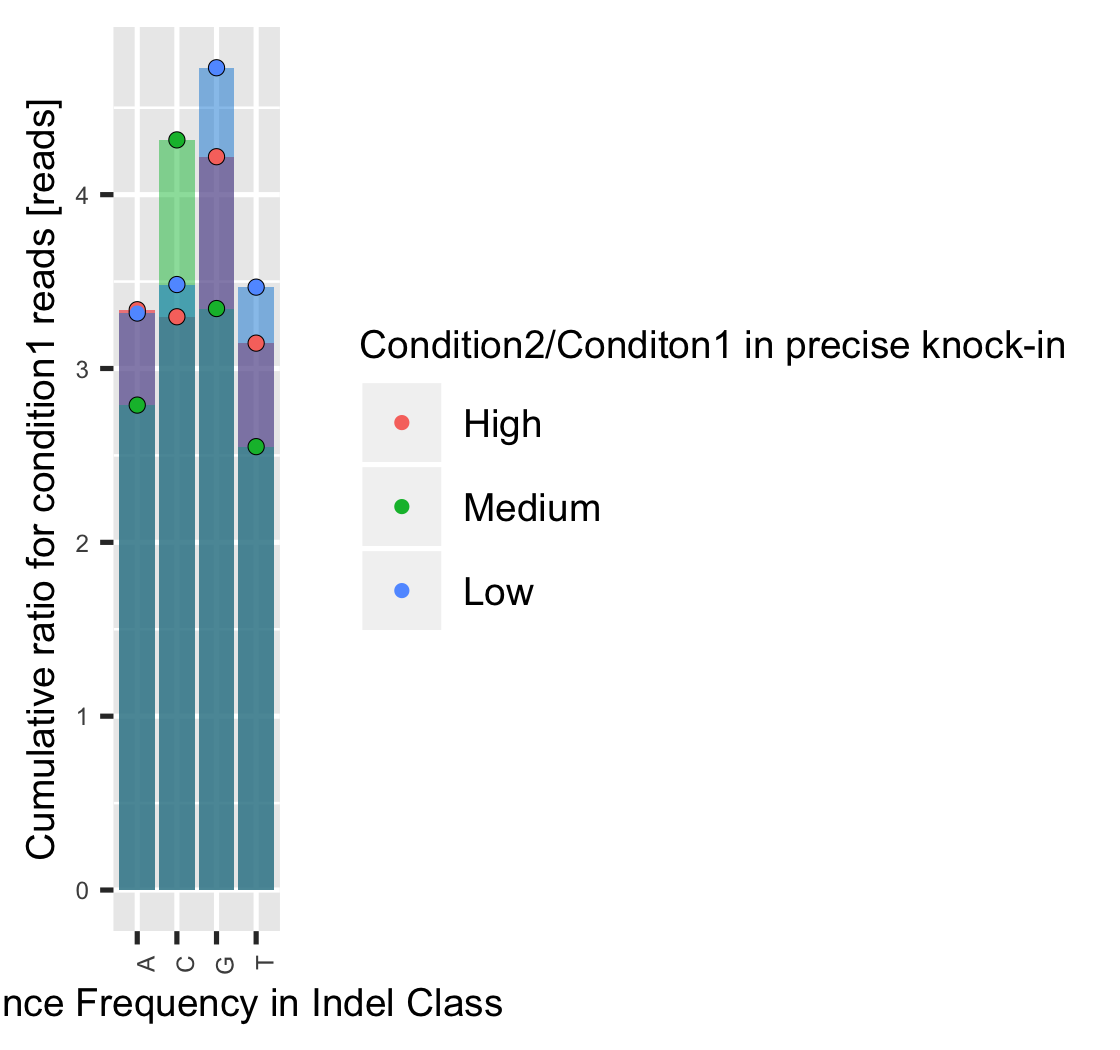 Cumulative ratio for condition1 reads [reads]
4
3
2
1
0
A
C
G
T
nce Frequency in Indel Class
Condition2/Conditon1 in precise knock-in
High
Medium
Low